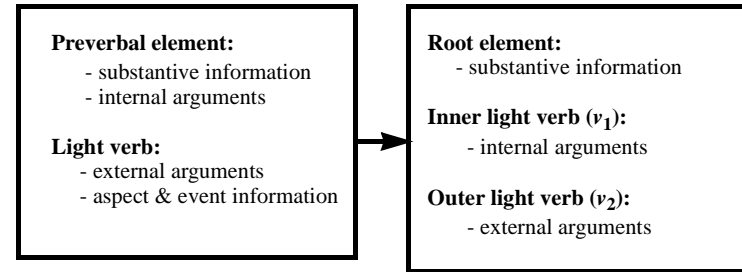 Preverbal element:
- substantive information
- internal arguments
Light verb:
- external arguments
- aspect & event information
Root element:
- substantive information
Inner light verb (v1):
- internal arguments
Outer light verb (v2):
- external arguments